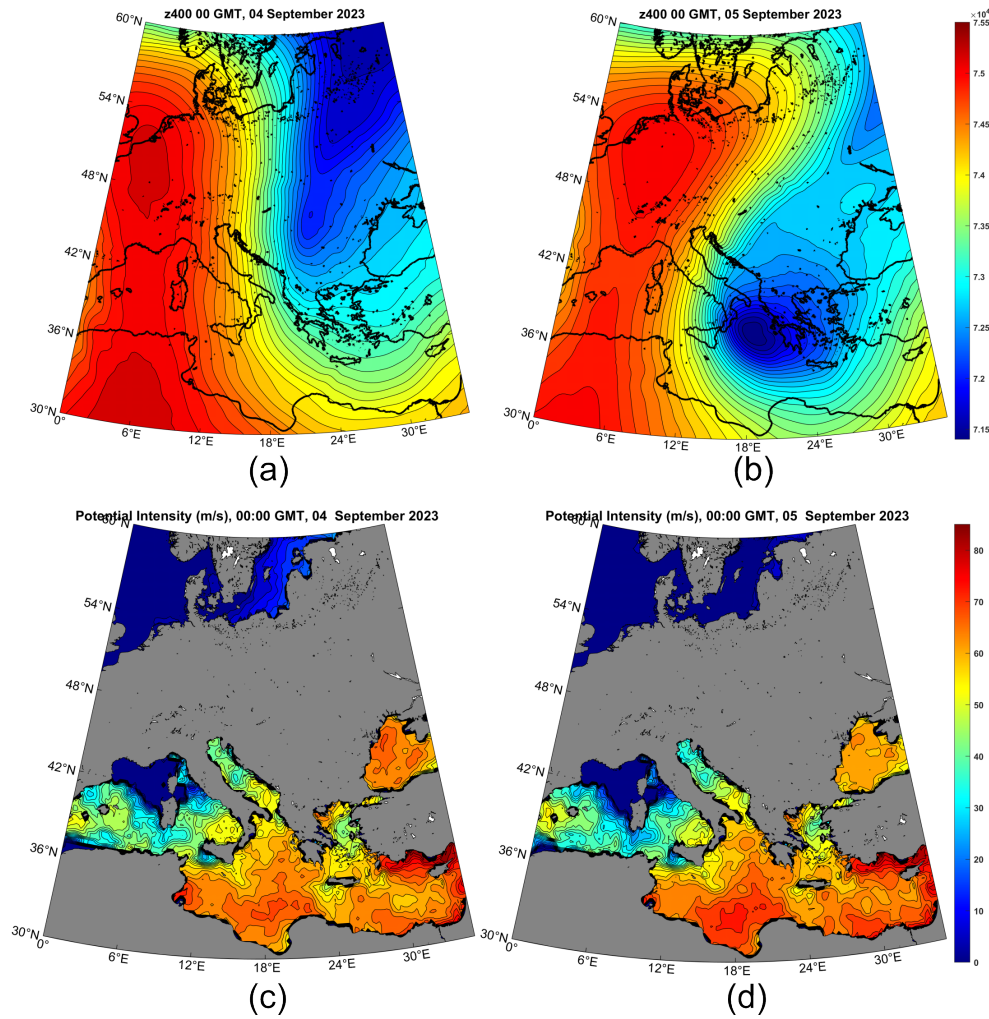 z400 00 GMT, 04 September 2023
z400 00 GMT, 05 September 2023
×10⁴
60°N
54°N
48°N
42°N
36°N
30°N
0°
6°E
12°E
18°E
24°E
30°E
(a)
60°N
54°N
48°N
42°N
36°N
30°N
0°
6°E
12°E
18°E
24°E
30°E
(b)
7.55
7.5
7.45
7.4
7.35
7.3
7.25
7.2
7.15
Potential Intensity (m/s), 00:00 GMT, 04 September 2023
Potential Intensity (m/s), 00:00 GMT, 05 September 2023
60°N
54°N
48°N
42°N
36°N
30°N
0°
6°E
12°E
18°E
24°E
30°E
(c)
60°N
54°N
48°N
42°N
36°N
30°N
0°
6°E
12°E
18°E
24°E
30°E
(d)
80
70
60
50
40
30
20
10
0